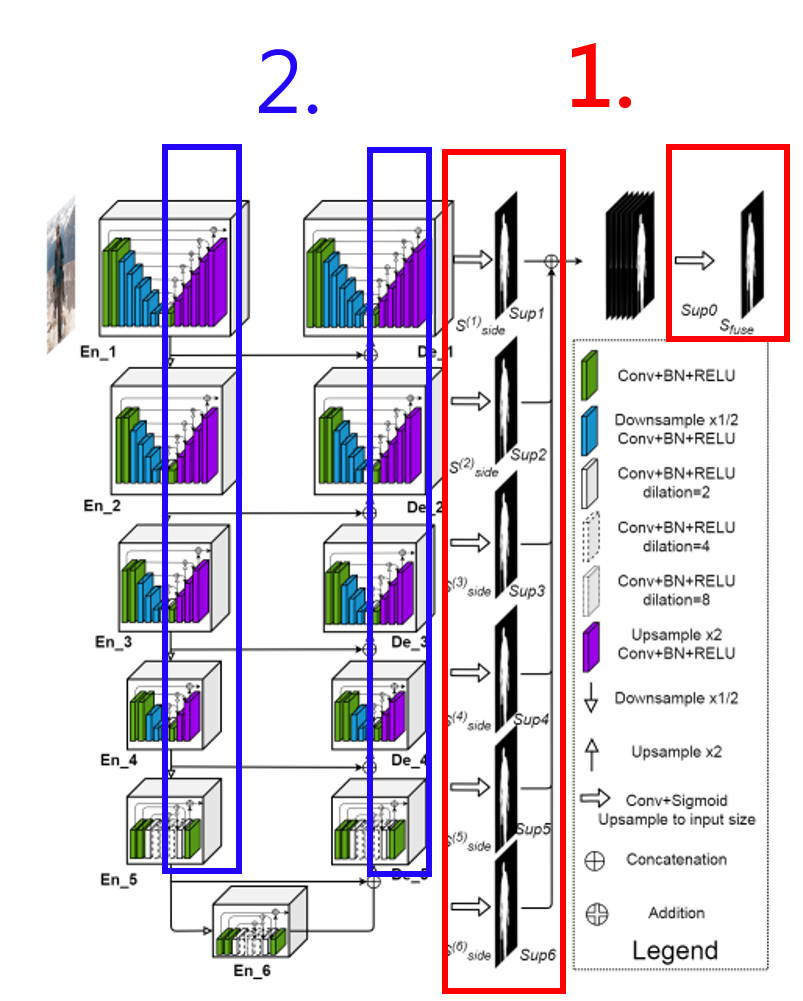 2.
1.
En_1
De_1
S(1)side
Sup1
Sup0
Sfuse
En_2
De_2
S(2)side
Sup2
En_3
De_3
S(3)side
Sup3
En_4
De_4
S(4)side
Sup4
En_5
De_5
S(5)side
Sup5
En_6
S(6)side
Sup6
Conv+BN+RELU
Downsample x1/2
Conv+BN+RELU
Conv+BN+RELU
dilation=2
Conv+BN+RELU
dilation=4
Conv+BN+RELU
dilation=8
Upsample x2
Conv+BN+RELU
Downsample x1/2
Upsample x2
Conv+Sigmoid
Upsample to input size
Concatenation
Addition
Legend